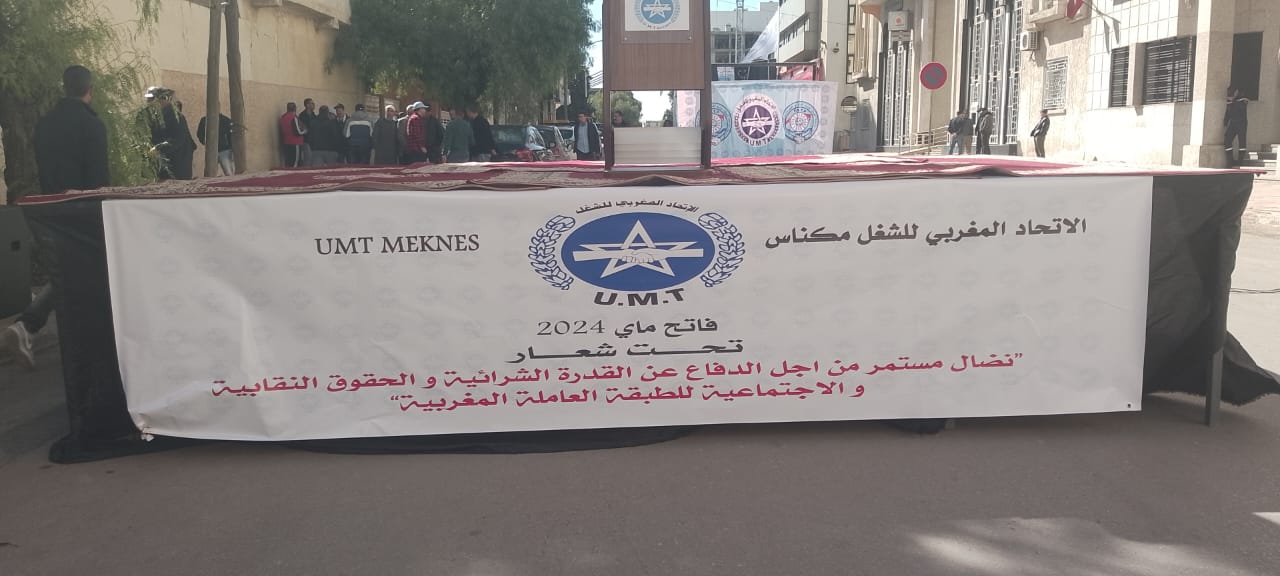 الاتحاد المغربي للشغل
U.M.T
UMT
الاتحاد المغربي للشغل مكناس
UMT MEKNES
فاتح ماي 2024
تحت شعار
"نضال مستمر من اجل الدفاع عن القدرة الشرائية و الحقوق النقابية
و الاجتماعية للطبقة العاملة المغربية"